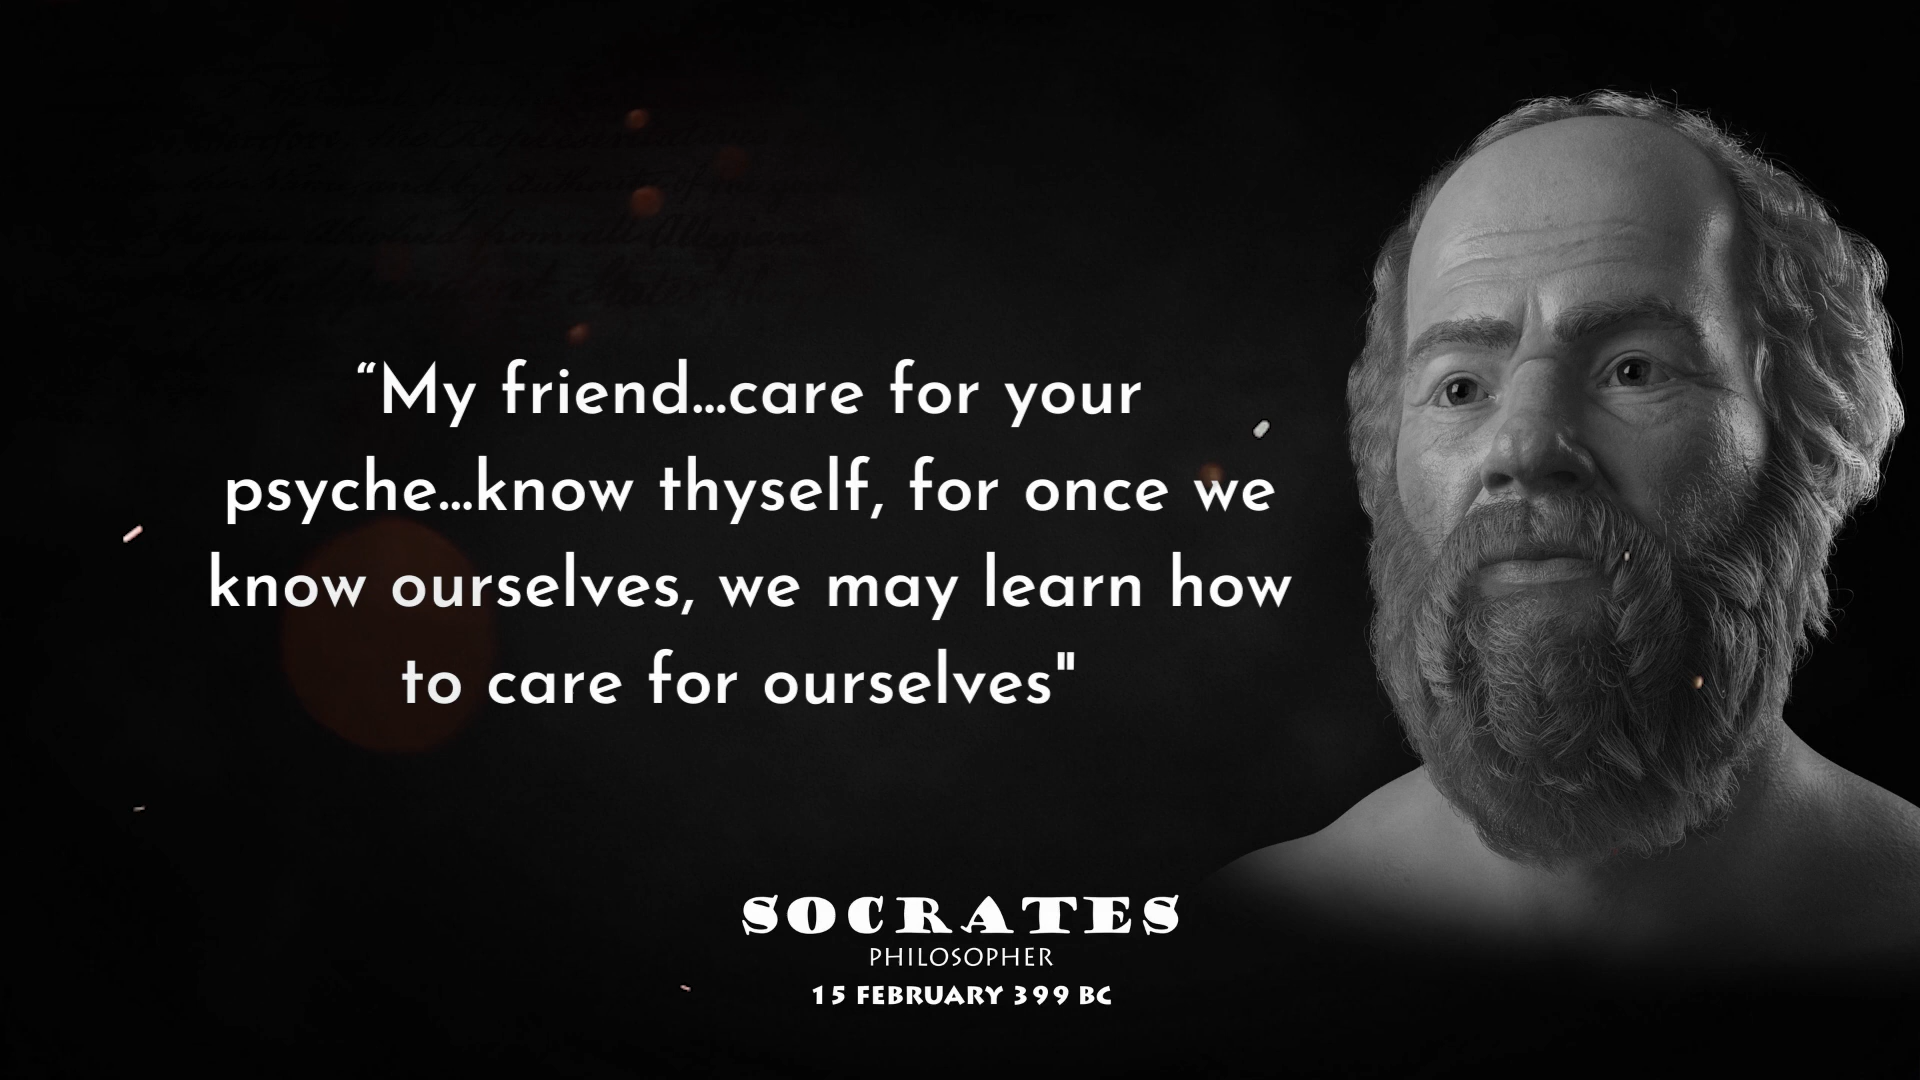 “My friend...care for your
psyche...know thyself, for once we
know ourselves, we may learn how
to care for ourselves"
SOCRATES
PHILOSOPHER
15 FEBRUARY 399 BC